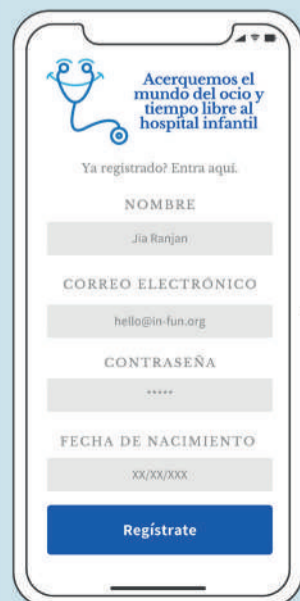 Acerquemos el
mundo del ocio y
tiempo libre al
hospital infantil
Ya registrado? Entra aquí.
NOMBRE
Jia Ranjan
CORREO ELECTRÓNICO
hello@in-fun.org
CONTRASEÑA
*****
FECHA DE NACIMIENTO
XX/XX/XXX
Regístrate